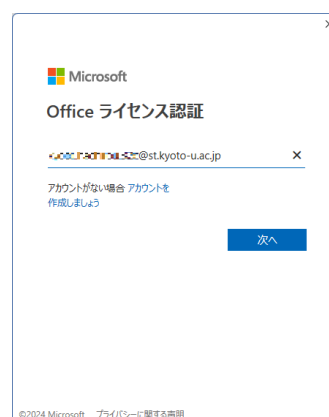 Microsoft
Office ライセンス認証
@st.kyoto-u.ac.jp
アカウントがない場合 アカウントを
作成しましょう
次へ
©2024 Microsoft プライバシーに関する声明